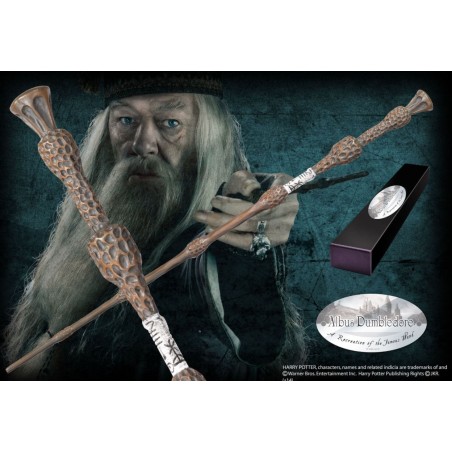 Albus Dumbledore
A Recreation of the Famous Wand
HARRY POTTER, characters, names and related indicia are trademarks of and
©Warner Bros. Entertainment Inc. Harry Potter Publishing Rights © JKR.